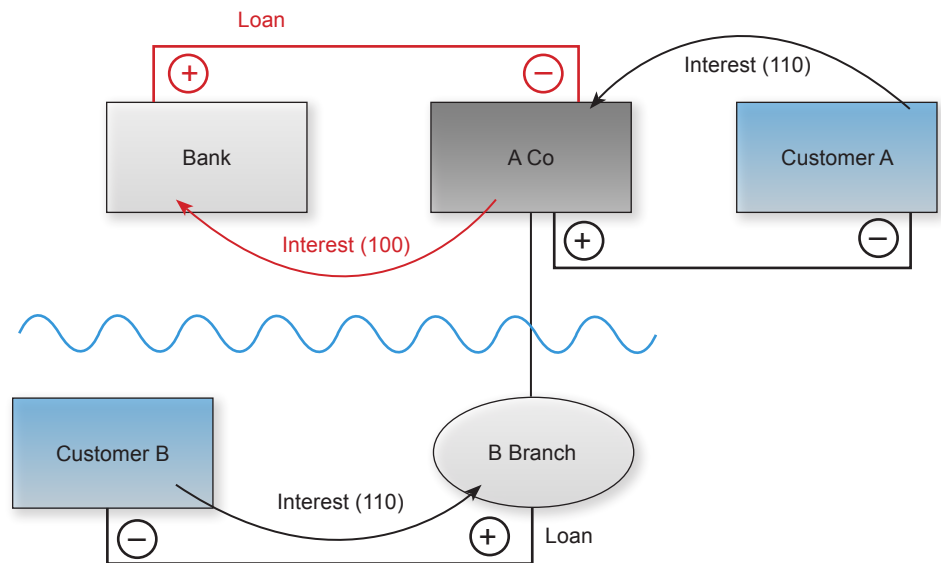 Loan
+
−
Interest (110)
Bank
A Co
Customer A
Interest (100)
+
−
Customer B
B Branch
Interest (110)
−
+
Loan